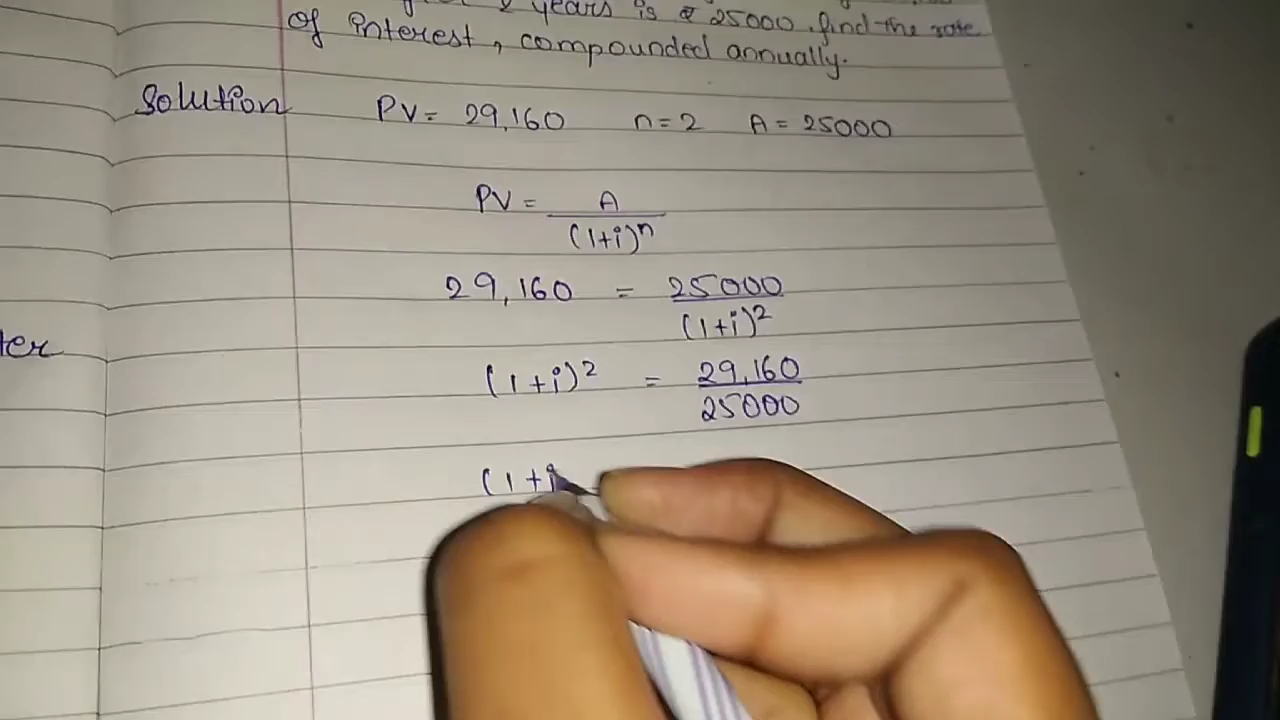 years is ₹ 25000. find the rate
of interest, compounded annually.
Solution PV = 29,160 n=2 A = 25000
PV = A / (1+i)^n
29,160 = 25000 / (1+i)^2
(1+i)^2 = 29,160 / 25000
(1+i
ter